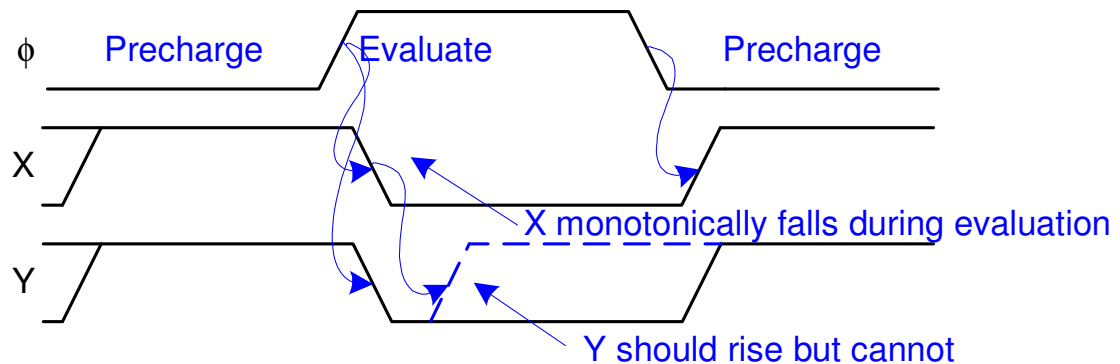 ϕ Precharge Evaluate Precharge
X
X monotonically falls during evaluation
Y
Y should rise but cannot